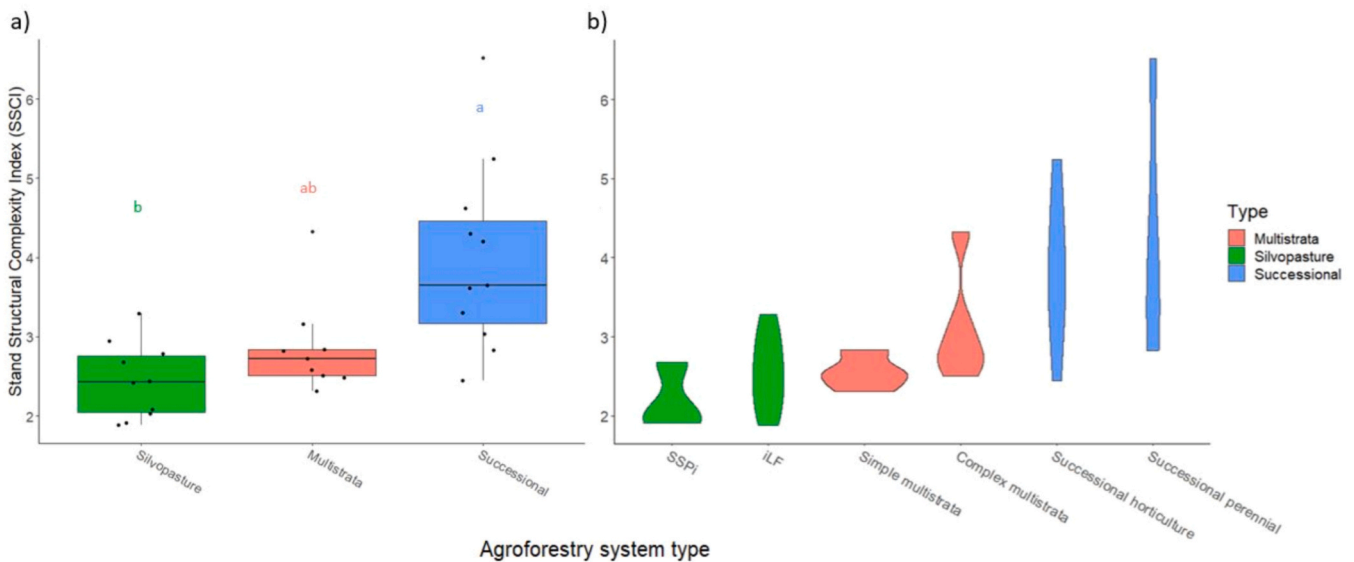 a)
Stand Structural Complexity Index (SSCI)
6
5
4
3
2
b
ab
a
Silvopasture
Multistrata
Successional
b)
6
5
4
3
2
SSPj
iLF
Simple multistrata
Complex multistrata
Successional horticulture
Successional perennial
Type
Multistrata
Silvopasture
Successional
Agroforestry system type